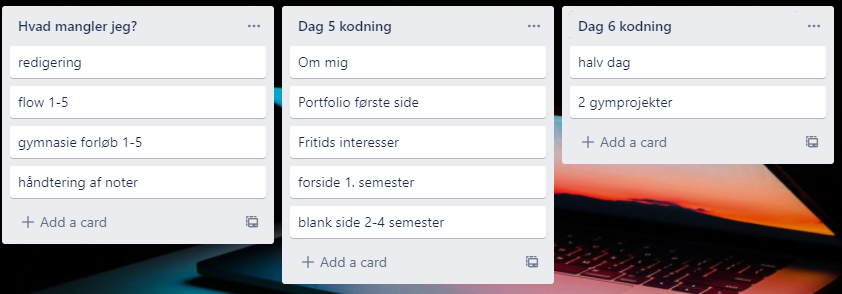 Hvad mangler jeg?
redigering
flow 1-5
gymnasie forløb 1-5
håndtering af noter
Add a card
Dag 5 kodning
Om mig
Portfolio første side
Fritids interesser
forside 1. semester
blank side 2-4 semester
Add a card
Dag 6 kodning
halv dag
2 gymprojekter
Add a card